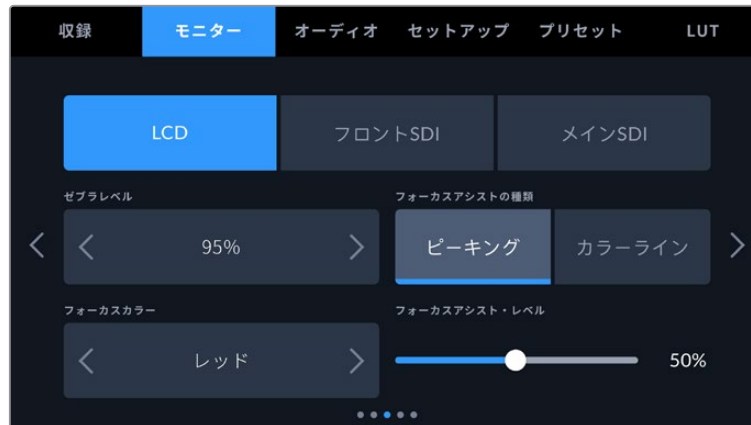 収録 モニター オーディオ セットアップ プリセット LUT
LCD フロントSDI メインSDI
ゼブラレベル フォーカスアシストの種類
95% ピーキング カラーライン
フォーカスカラー フォーカスアシスト・レベル
レッド 50%